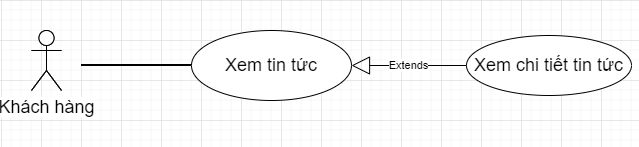 Xem tin tức
Extends
Xem chi tiết tin tức
Khách hàng